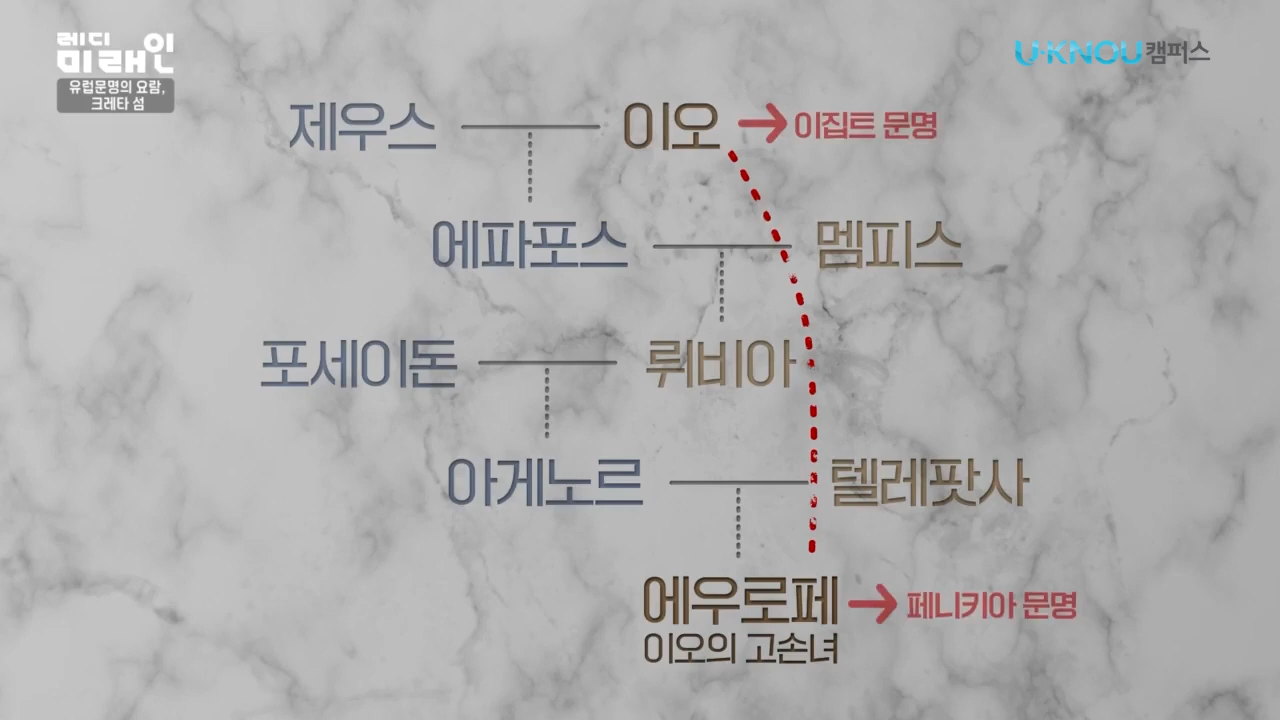 레디
미래인
유럽문명의 요람,
크레타 섬
U·KNOU캠퍼스
제우스 이오 이집트 문명
에파포스 멤피스
포세이돈 뤼비아
아게노르 텔레팟사
에우로페 페니키아 문명
이오의 고손녀